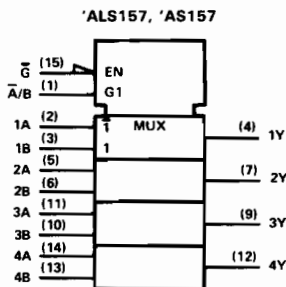 'ALS157, 'AS157
G̅ (15) EN
A̅/B (1) G1
1A (2) 1̅ MUX (4) 1Y
1B (3) 1
2A (5) (7) 2Y
2B (6)
3A (11) (9) 3Y
3B (10)
4A (14) (12) 4Y
4B (13)